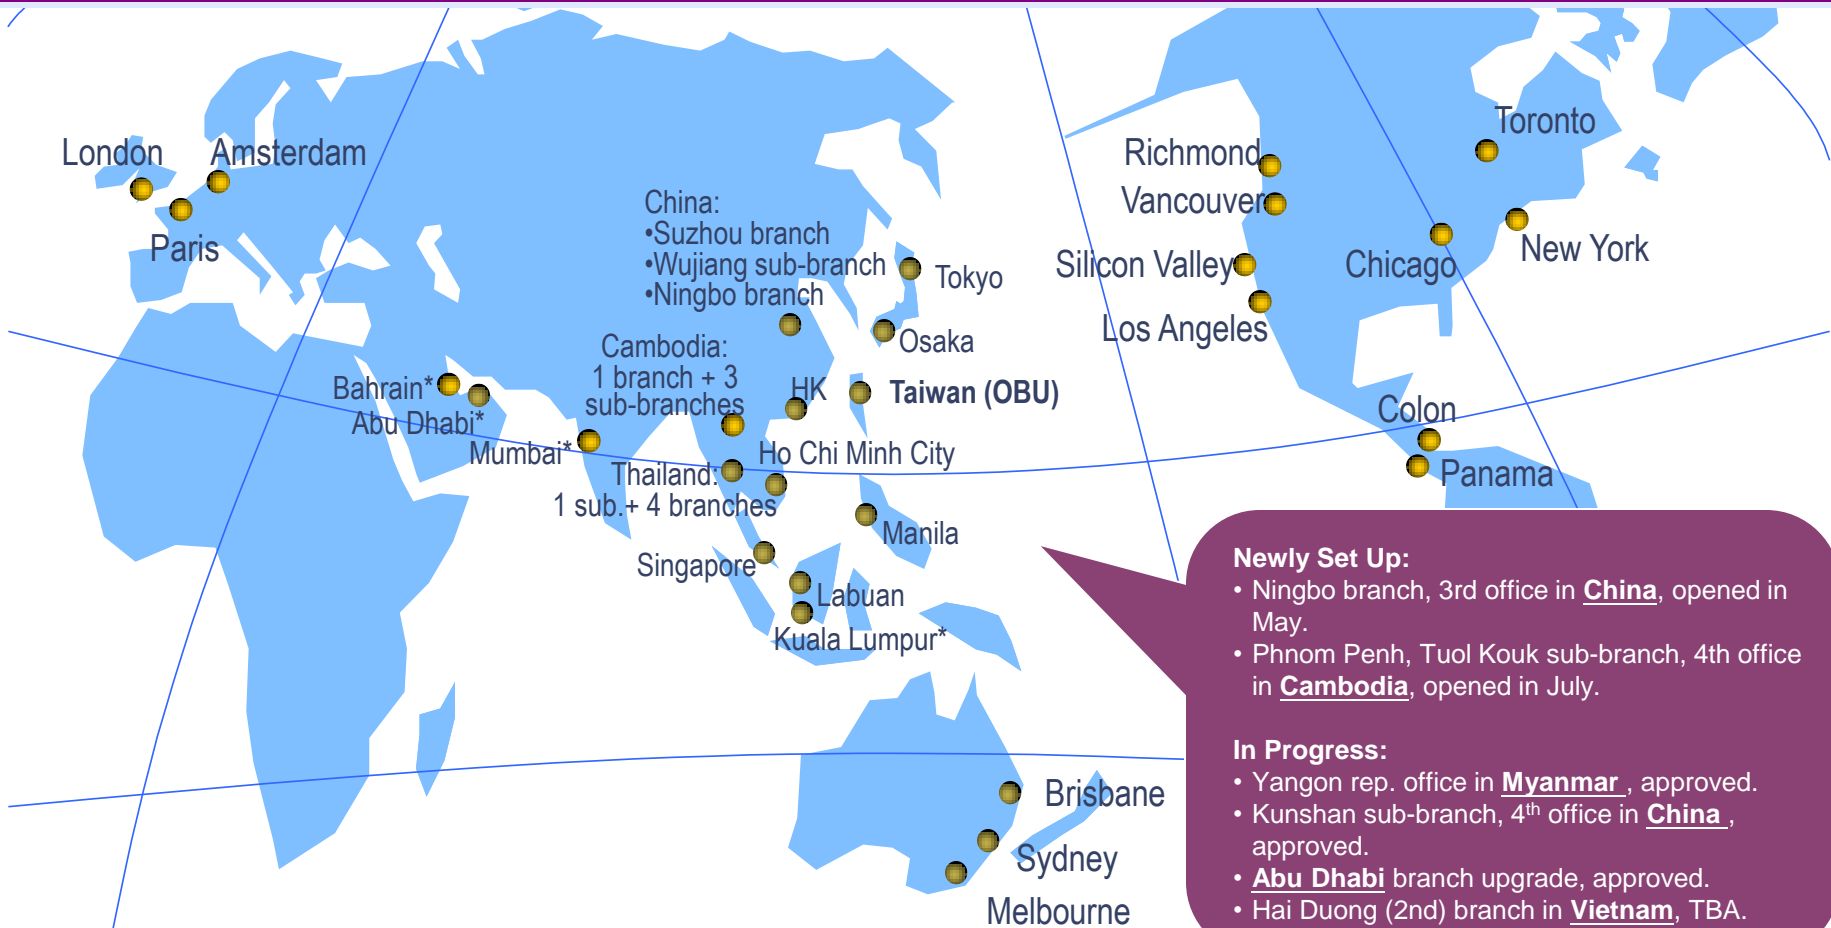 London
Amsterdam
Paris
China:
•Suzhou branch
•Wujiang sub-branch
•Ningbo branch
Tokyo
Osaka
Cambodia:
1 branch + 3
sub-branches
HK
Taiwan (OBU)
Bahrain*
Abu Dhabi*
Mumbai*
Ho Chi Minh City
Thailand:
1 sub.+ 4 branches
Manila
Singapore
Labuan
Kuala Lumpur*
Brisbane
Sydney
Melbourne
Toronto
Richmond
Vancouver
New York
Silicon Valley
Chicago
Los Angeles
Colon
Panama
Newly Set Up:
• Ningbo branch, 3rd office in China, opened in
May.
• Phnom Penh, Tuol Kouk sub-branch, 4th office
in Cambodia, opened in July.
In Progress:
• Yangon rep. office in Myanmar , approved.
• Kunshan sub-branch, 4th office in China ,
approved.
• Abu Dhabi branch upgrade, approved.
• Hai Duong (2nd) branch in Vietnam, TBA.